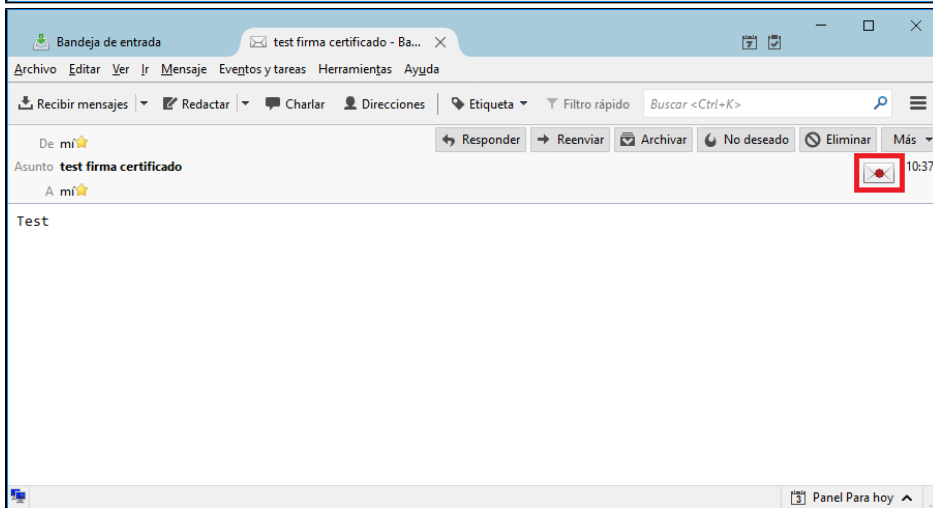 Bandeja de entrada
test firma certificado - Ba...
7
Archivo Editar Ver Ir Mensaje Eventos y tareas Herramientas Ayuda
Recibir mensajes Redactar Charlar Direcciones Etiqueta Filtro rápido Buscar <Ctrl+K>
De mí Responder Reenviar Archivar No deseado Eliminar Más
Asunto test firma certificado 10:37
A mí
Test
3 Panel Para hoy